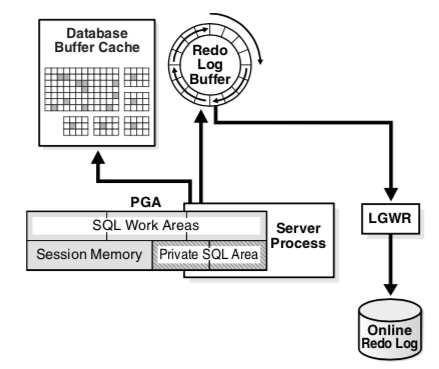 Database
Buffer Cache
Redo
Log
Buffer
PGA
SQL Work Areas
Session Memory
Private SQL Area
Server
Process
LGWR
Online
Redo Log